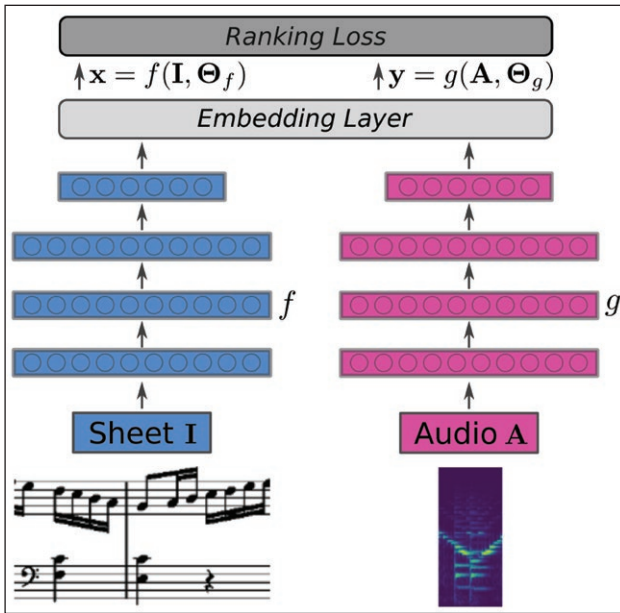 Ranking Loss
x = f(I, Θ_f)
y = g(A, Θ_g)
Embedding Layer
f
g
Sheet I
Audio A